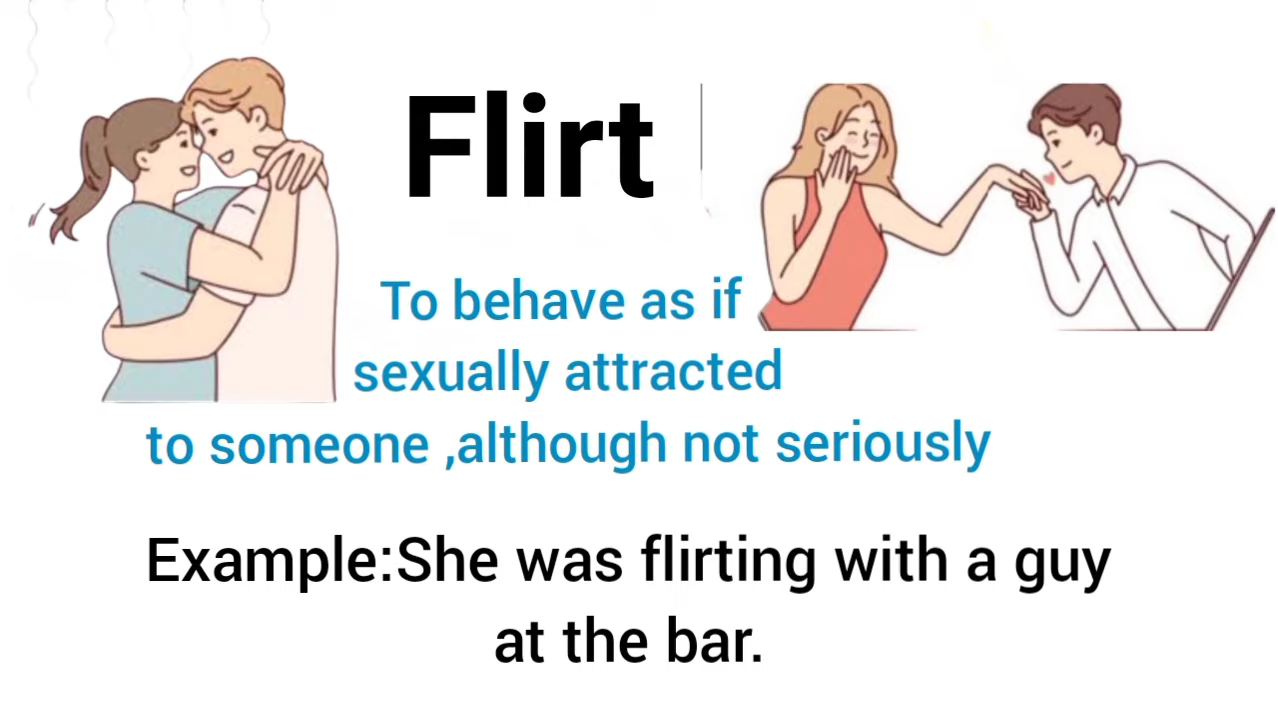 Flirt
To behave as if
sexually attracted
to someone ,although not seriously
Example:She was flirting with a guy
at the bar.